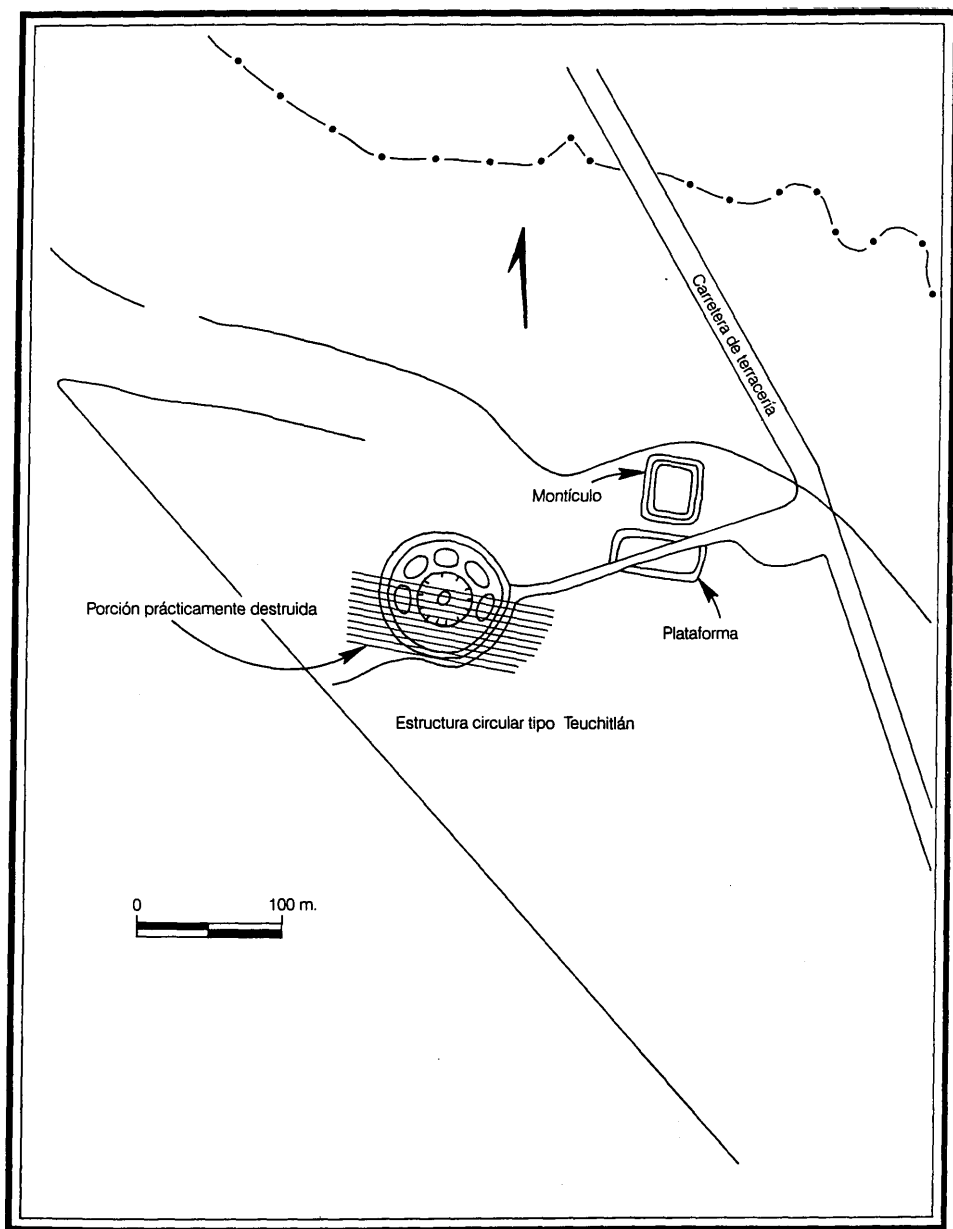 Carretera de terracería
Montículo
Porción prácticamente destruida
Plataforma
Estructura circular tipo Teuchitlán
0 100 m.